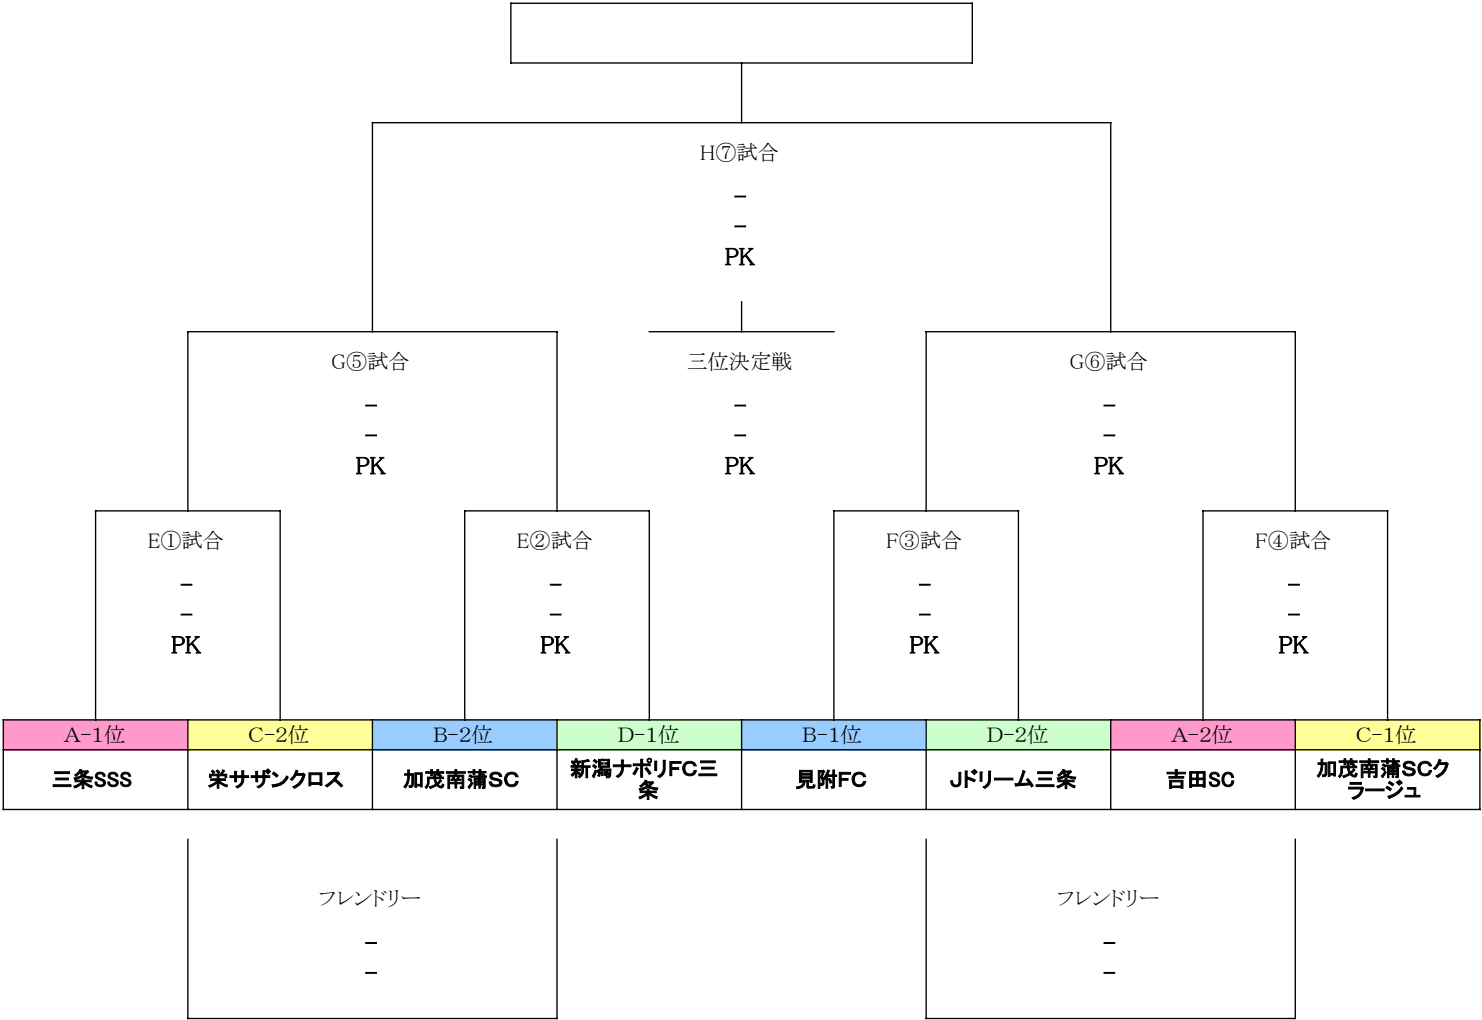 H⑦試合
-
-
PK
G⑤試合 三位決定戦 G⑥試合
- - -
- - -
PK PK PK
E①試合 E②試合 F③試合 F④試合
- - - -
- - - -
PK PK PK PK
A-1位 C-2位 B-2位 D-1位 B-1位 D-2位 A-2位 C-1位
三条SSS 栄サザンクロス 加茂南蒲SC 新潟ナポリFC三条 見附FC Jドリーム三条 吉田SC 加茂南蒲SCクラージュ
フレンドリー フレンドリー
- -
- -